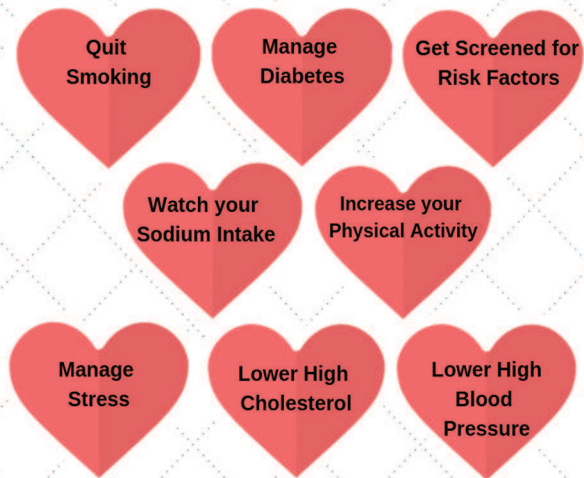 Quit
Smoking
Manage
Diabetes
Get Screened for
Risk Factors
Watch your
Sodium Intake
Increase your
Physical Activity
Manage
Stress
Lower High
Cholesterol
Lower High
Blood
Pressure